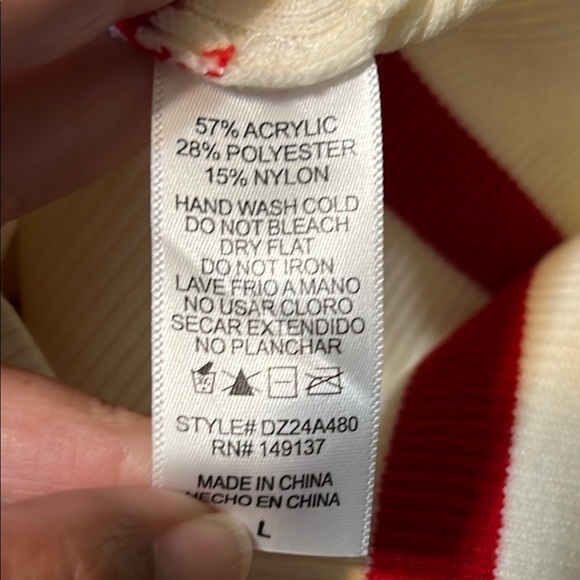 57% ACRYLIC
28% POLYESTER
15% NYLON
HAND WASH COLD
DO NOT BLEACH
DRY FLAT
DO NOT IRON
LAVE FRIO A MANO
NO USAR CLORO
SECAR EXTENDIDO
NO PLANCHAR
STYLE# DZ24A480
RN# 149137
MADE IN CHINA
HECHO EN CHINA
L